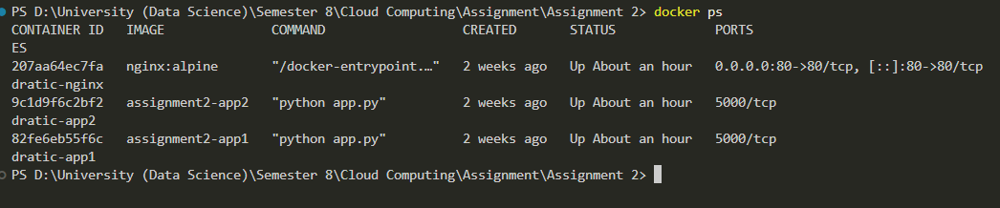 PS D:\University (Data Science)\Semester 8\Cloud Computing\Assignment\Assignment 2> docker ps
CONTAINER ID   IMAGE              COMMAND                  CREATED       STATUS             PORTS
ES
207aa64ec7fa   nginx:alpine       "/docker-entrypoint.…"   2 weeks ago   Up About an hour   0.0.0.0:80->80/tcp, [::]:80->80/tcp
dratic-nginx
9c1d9f6c2bf2   assignment2-app2   "python app.py"          2 weeks ago   Up About an hour   5000/tcp
dratic-app2
82fe6eb55f6c   assignment2-app1   "python app.py"          2 weeks ago   Up About an hour   5000/tcp
dratic-app1
PS D:\University (Data Science)\Semester 8\Cloud Computing\Assignment\Assignment 2>